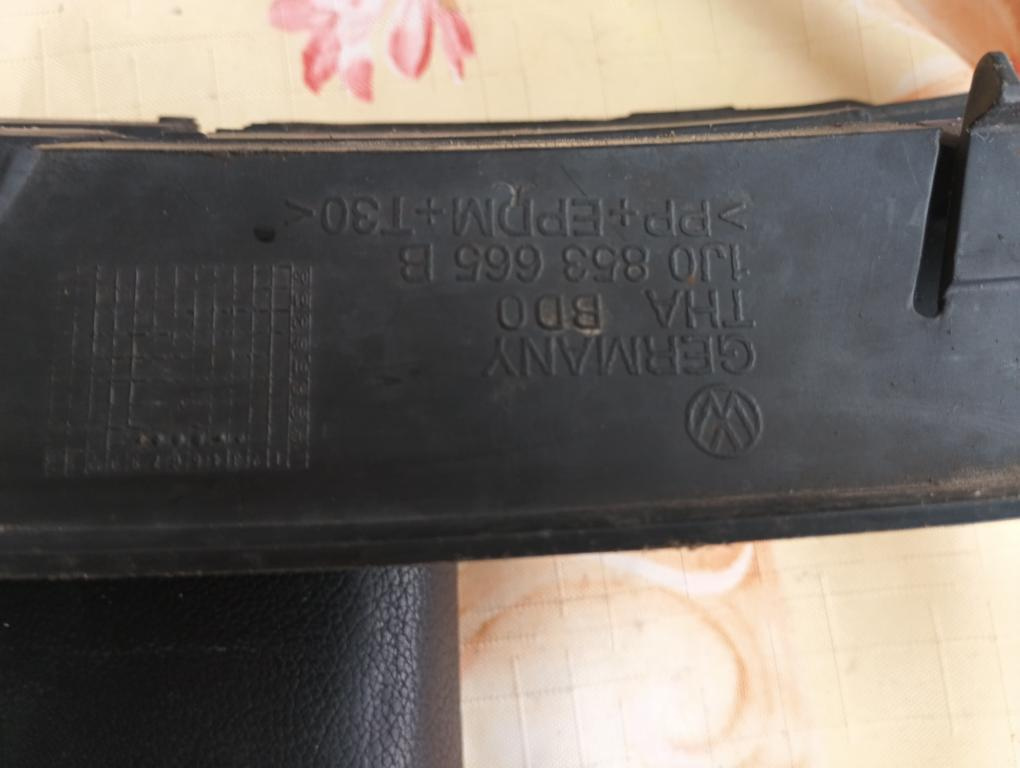 >PP+EPDM+T30<
1J0 853 665 B
THA BD0
GERMANY